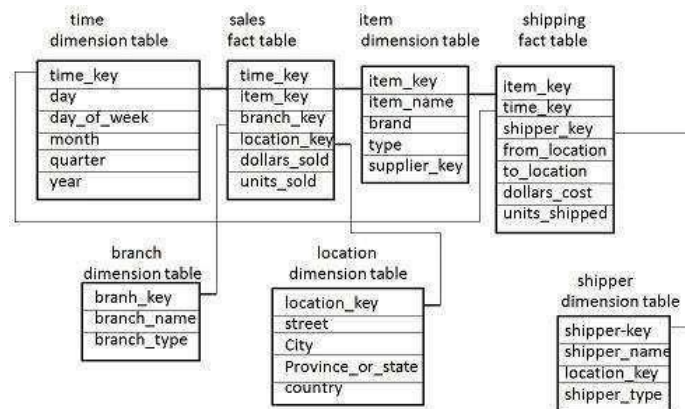 time
dimension table
time_key
day
day_of_week
month
quarter
year
sales
fact table
time_key
item_key
branch_key
location_key
dollars_sold
units_sold
item
dimension table
item_key
item_name
brand
type
supplier_key
shipping
fact table
item_key
time_key
shipper_key
from_location
to_location
dollars_cost
units_shipped
branch
dimension table
branh_key
branch_name
branch_type
location
dimension table
location_key
street
City
Province_or_state
country
shipper
dimension table
shipper-key
shipper_name
location_key
shipper_type